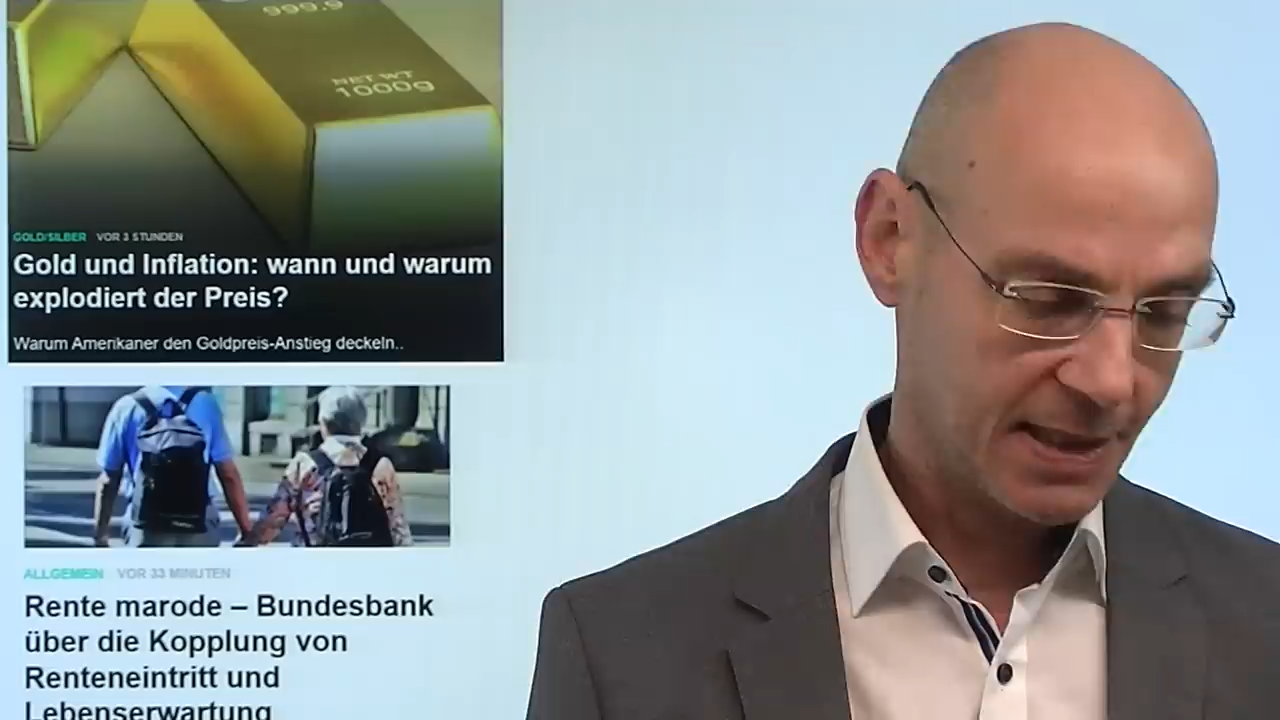 999.9
NET WT
1000g
GOLD/SILBER VOR 3 STUNDEN
Gold und Inflation: wann und warum
explodiert der Preis?
Warum Amerikaner den Goldpreis-Anstieg deckeln..
ALLGEMEIN VOR 33 MINUTEN
Rente marode – Bundesbank
über die Kopplung von
Renteneintritt und
Lebenserwartung